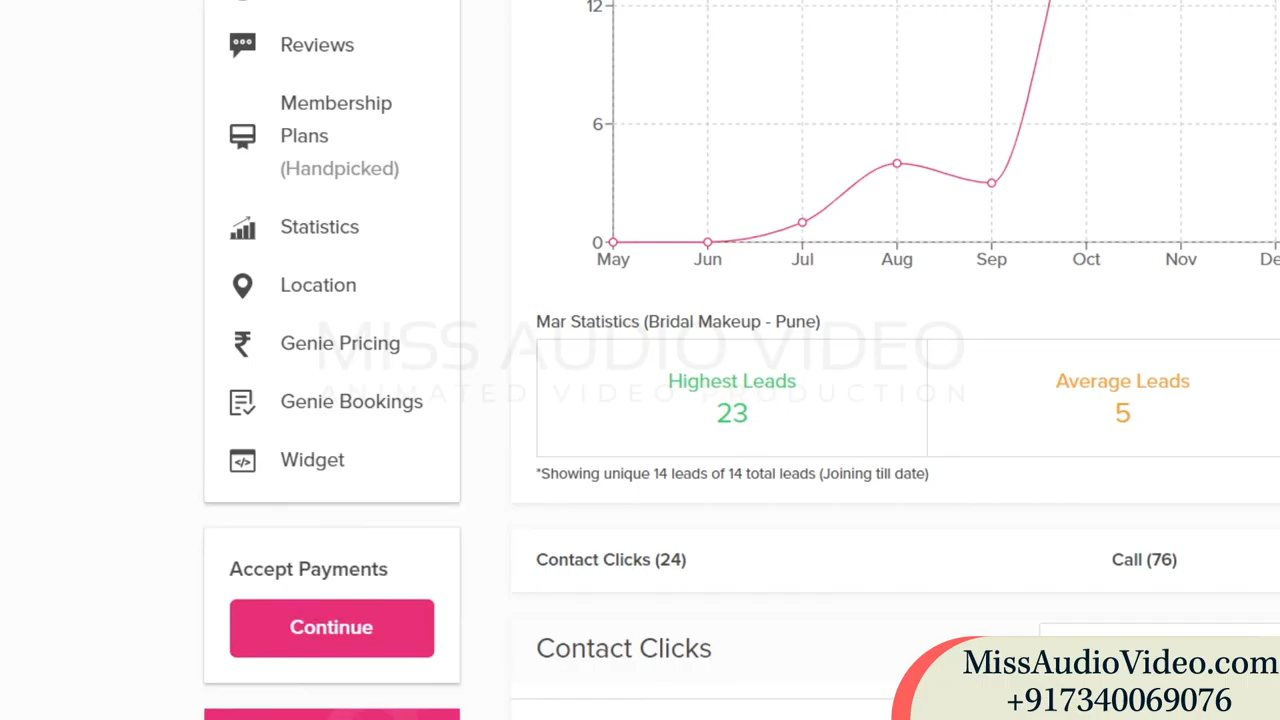 Reviews
Membership
Plans
(Handpicked)
Statistics
Location
Genie Pricing
Genie Bookings
Widget
Accept Payments
Continue
12
6
0
May Jun Jul Aug Sep Oct Nov
Mar Statistics (Bridal Makeup - Pune)
Highest Leads
23
Average Leads
5
*Showing unique 14 leads of 14 total leads (Joining till date)
Contact Clicks (24)
Call (76)
Contact Clicks
MISS AUDIO VIDEO
ANIMATED VIDEO PRODUCTION
MissAudioVideo.com
+917340069076